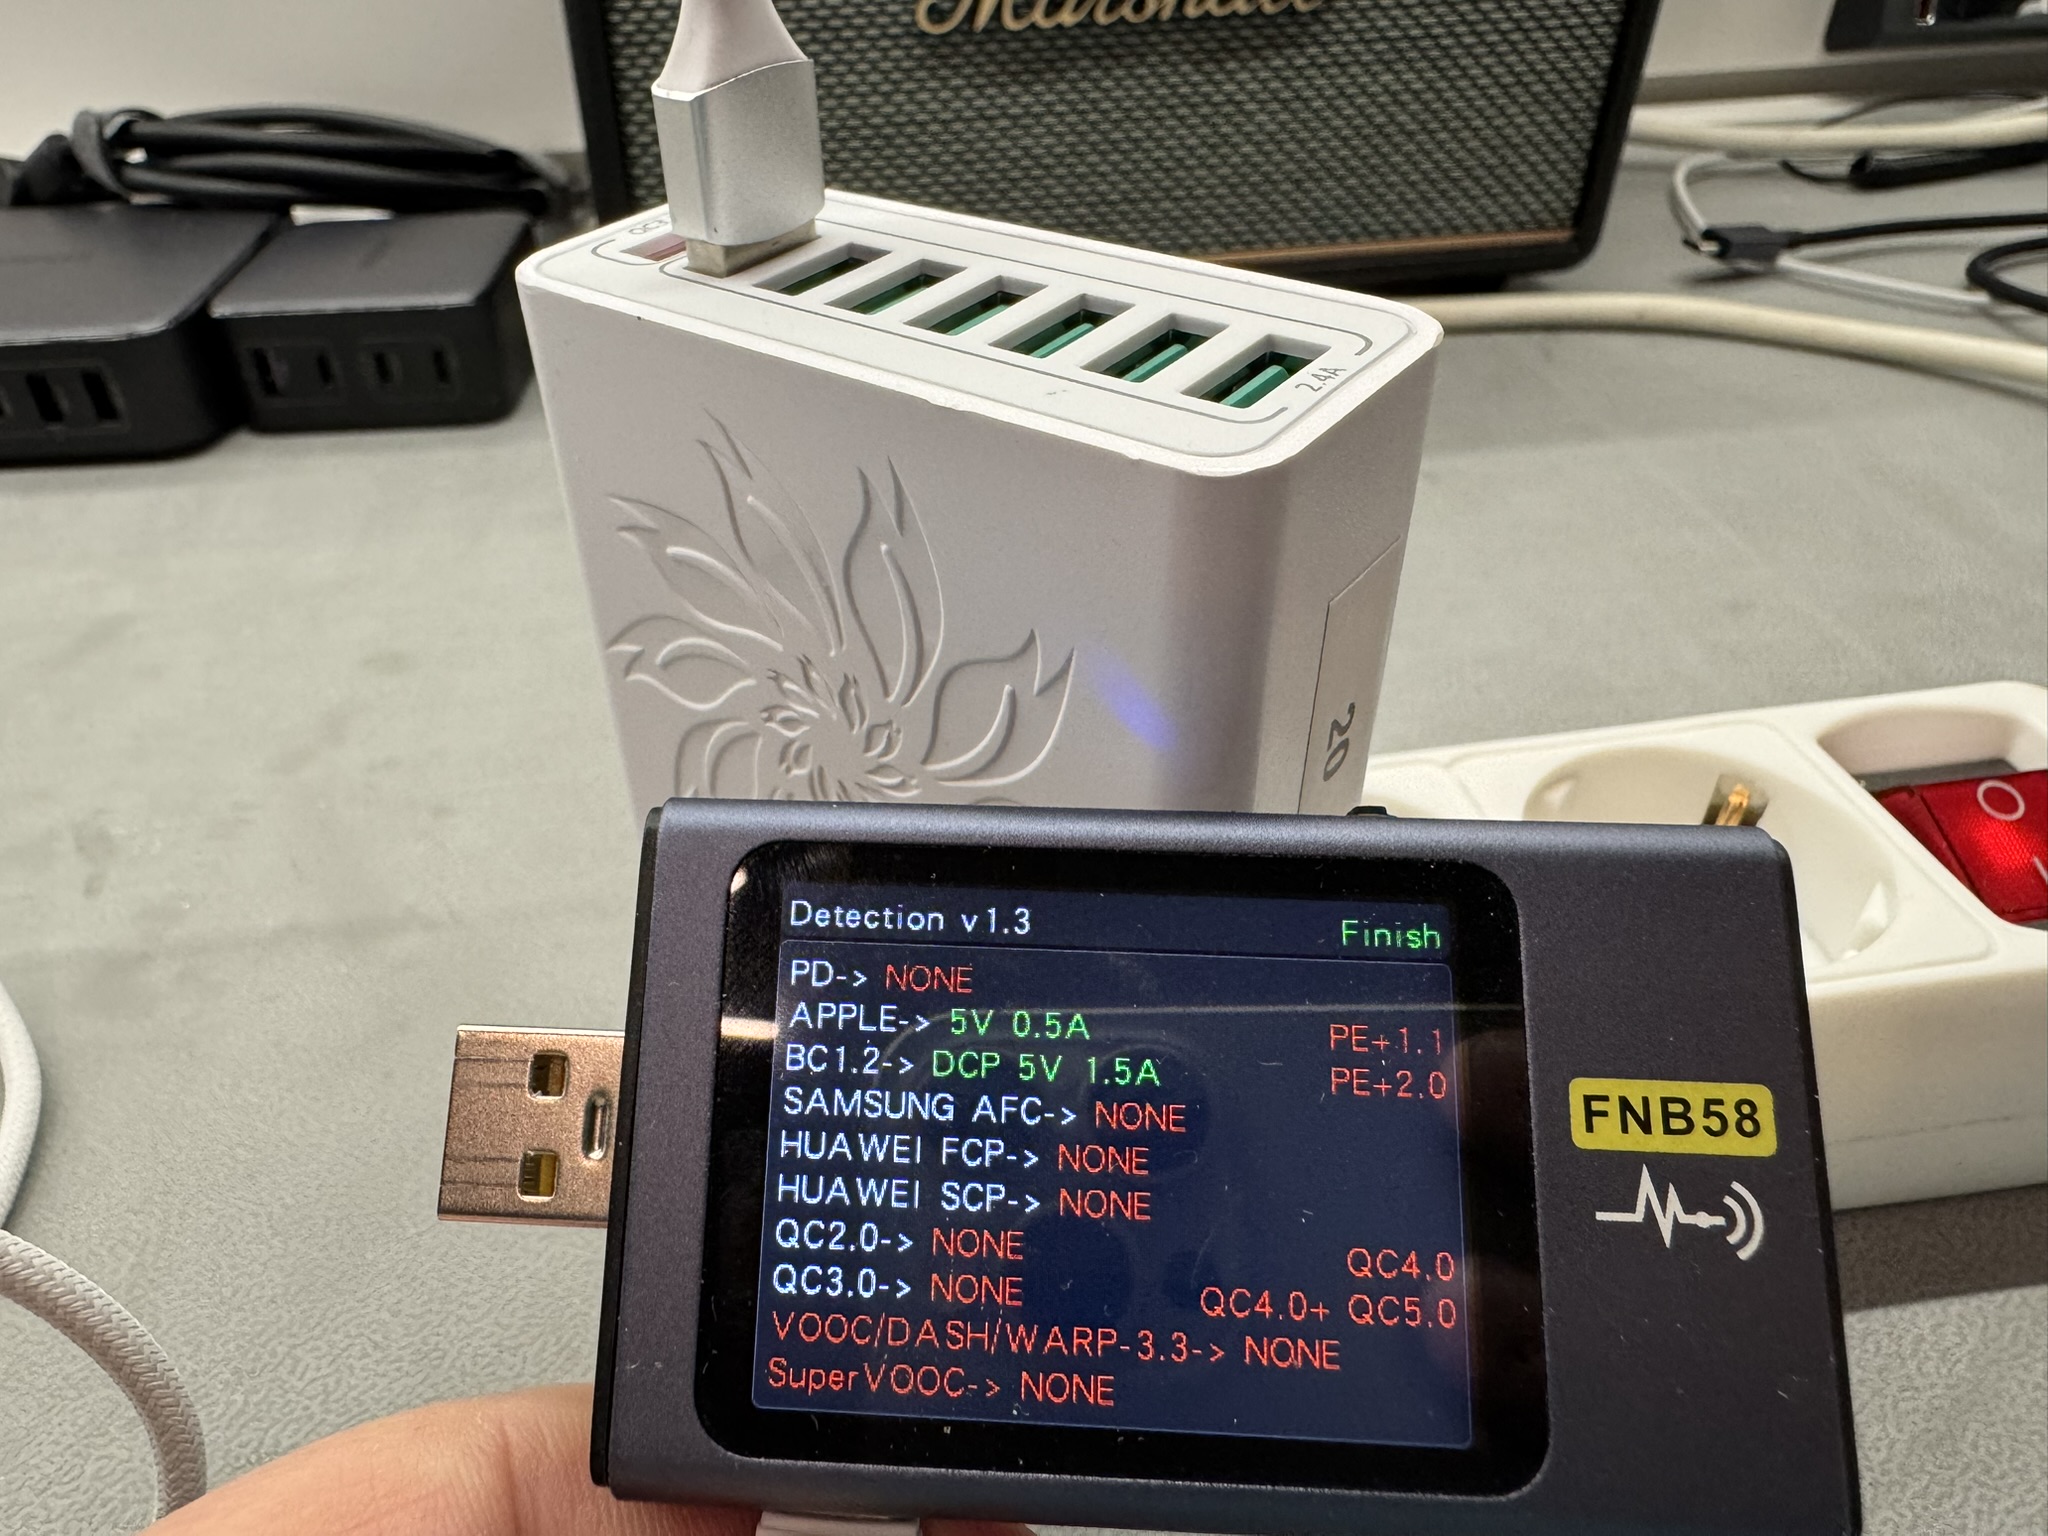 Marshall
QC3
2.4A
20
Detection v1.3
Finish
PD-> NONE
APPLE-> 5V 0.5A
PE+1.1
BC1.2-> DCP 5V 1.5A
PE+2.0
SAMSUNG AFC-> NONE
HUAWEI FCP-> NONE
HUAWEI SCP-> NONE
QC2.0-> NONE
QC4.0
QC3.0-> NONE
QC4.0+ QC5.0
VOOC/DASH/WARP-3.3-> NONE
SuperVOOC-> NONE
FNB58